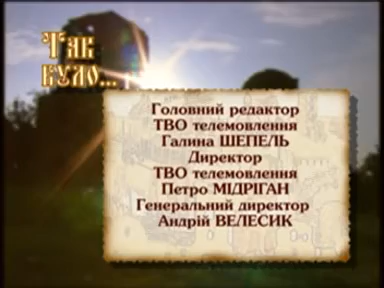 Так
було...
Головний редактор
ТВО телемовлення
Галина ШЕПЕЛЬ
Директор
ТВО телемовлення
Петро МІДРІГАН
Генеральний директор
Андрій ВЕЛЕСИК